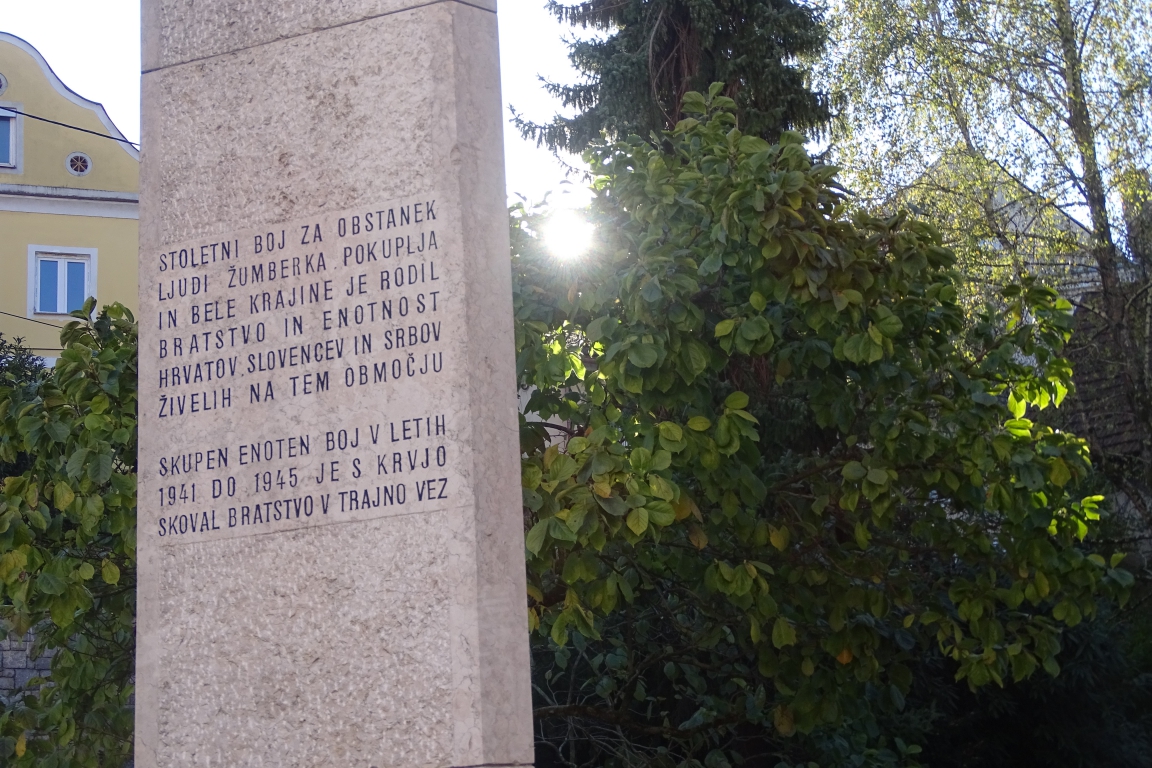 STOLETNI BOJ ZA OBSTANEK
LJUDI ŽUMBERKA POKUPLJA
IN BELE KRAJINE JE RODIL
BRATSTVO IN ENOTNOST
HRVATOV SLOVENCEV IN SRBOV
ŽIVELIH NA TEM OBMOČJU
SKUPEN ENOTEN BOJ V LETIH
1941 DO 1945 JE S KRVJO
SKOVAL BRATSTVO V TRAJNO VEZ